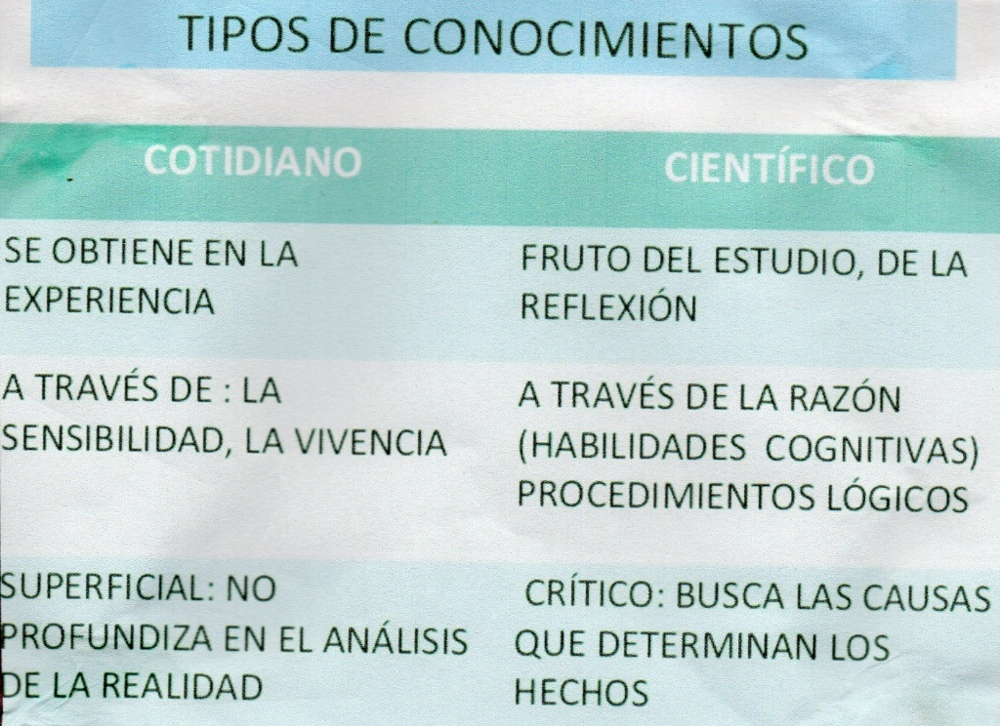 TIPOS DE CONOCIMIENTOS
COTIDIANO
CIENTÍFICO
SE OBTIENE EN LA
EXPERIENCIA
FRUTO DEL ESTUDIO, DE LA
REFLEXIÓN
A TRAVÉS DE : LA
SENSIBILIDAD, LA VIVENCIA
A TRAVÉS DE LA RAZÓN
(HABILIDADES COGNITIVAS)
PROCEDIMIENTOS LÓGICOS
SUPERFICIAL: NO
PROFUNDIZA EN EL ANÁLISIS
DE LA REALIDAD
CRÍTICO: BUSCA LAS CAUSAS
QUE DETERMINAN LOS
HECHOS